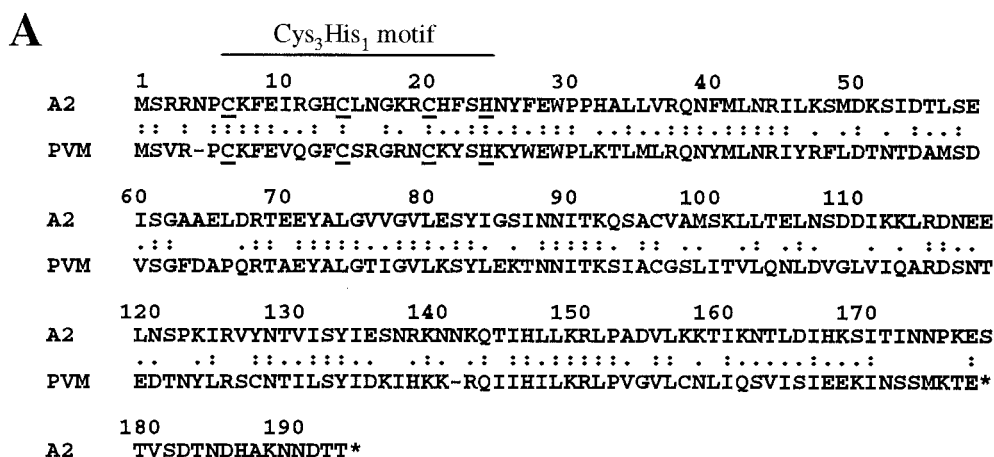 A
Cys3His1 motif
1 10 20 30 40 50
A2 MSRRNPCKFEIRGHCLNGKRCHFSHNYFEWPPHALLVRQNFMLNRILKSMDKSIDTLSE
:: : :::::..: : :. ::.:.:.: :::: . :.:::.:::::: . . .:.. .:.
PVM MSVR-PCKFEVQGFCSRGRNCKYSHKYWEWPLKTLMLRQNYMLNRIYRFLDTNTDAMSD
60 70 80 90 100 110
A2 ISGAAELDRTEEYALGVVGVLESYIGSINNITKQSACVAMSKLLTELNSDDIKKLRDNEE
.:: . .:: :::::..:::.::. . :::::.: :: .. : :. . . .:..
PVM VSGFDAPQRTAEYALGTIGVLKSYLEKTNNITKSIACGSLITVLQNLDVGLVIQARDSNT
120 130 140 150 160 170
A2 LNSPKIRVYNTVISYIESNRKNNKQTIHLLKRLPADVLKKTIKNTLDIHKSITINNPKES
.. .: ::.:.:::.. .: .: ::.:::::. :: . :.... : . : :
PVM EDTNYLRSCNTILSYIDKIHKK-RQIIHILKRLPVGVLCNLIQSVISIEEKINSSMKTE*
180 190
A2 TVSDTNDHAKNNDTT*